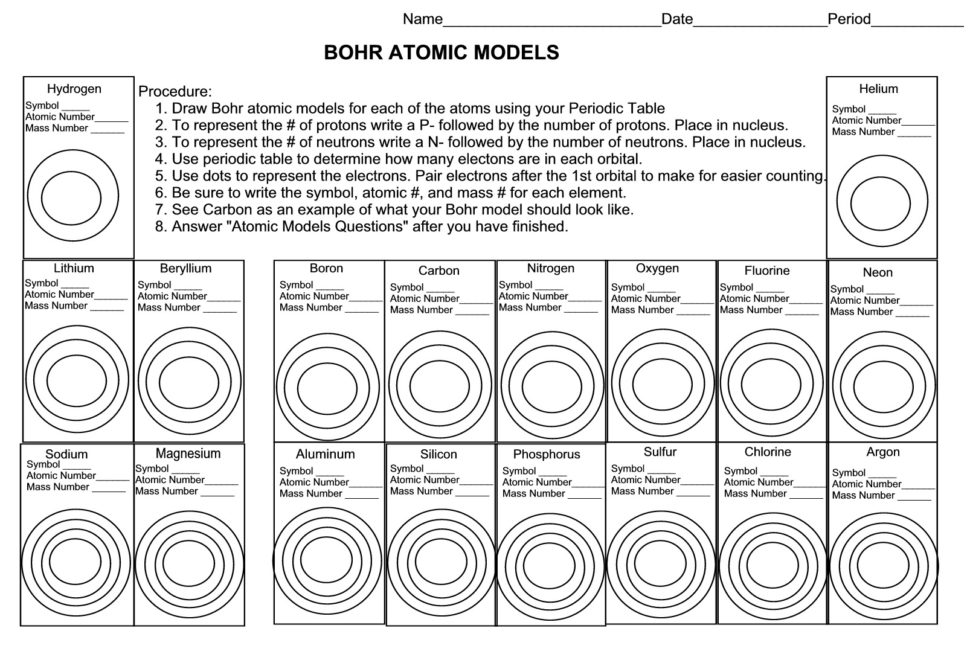 Name__________________________Date________________Period___________
BOHR ATOMIC MODELS
Hydrogen
Symbol _____
Atomic Number______
Mass Number ______
Procedure:
1. Draw Bohr atomic models for each of the atoms using your Periodic Table
2. To represent the # of protons write a P- followed by the number of protons. Place in nucleus.
3. To represent the # of neutrons write a N- followed by the number of neutrons. Place in nucleus.
4. Use periodic table to determine how many electons are in each orbital.
5. Use dots to represent the electrons. Pair electrons after the 1st orbital to make for easier counting.
6. Be sure to write the symbol, atomic #, and mass # for each element.
7. See Carbon as an example of what your Bohr model should look like.
8. Answer "Atomic Models Questions" after you have finished.
Helium
Symbol _____
Atomic Number______
Mass Number ______
Lithium
Symbol _____
Atomic Number______
Mass Number ______
Beryllium
Symbol _____
Atomic Number______
Mass Number ______
Boron
Symbol _____
Atomic Number______
Mass Number ______
Carbon
Symbol _____
Atomic Number______
Mass Number ______
Nitrogen
Symbol _____
Atomic Number______
Mass Number ______
Oxygen
Symbol _____
Atomic Number______
Mass Number ______
Fluorine
Symbol _____
Atomic Number______
Mass Number ______
Neon
Symbol _____
Atomic Number______
Mass Number ______
Sodium
Symbol _____
Atomic Number______
Mass Number ______
Magnesium
Symbol _____
Atomic Number______
Mass Number ______
Aluminum
Symbol _____
Atomic Number______
Mass Number ______
Silicon
Symbol _____
Atomic Number______
Mass Number ______
Phosphorus
Symbol _____
Atomic Number______
Mass Number ______
Sulfur
Symbol _____
Atomic Number______
Mass Number ______
Chlorine
Symbol _____
Atomic Number______
Mass Number ______
Argon
Symbol _____
Atomic Number______
Mass Number ______